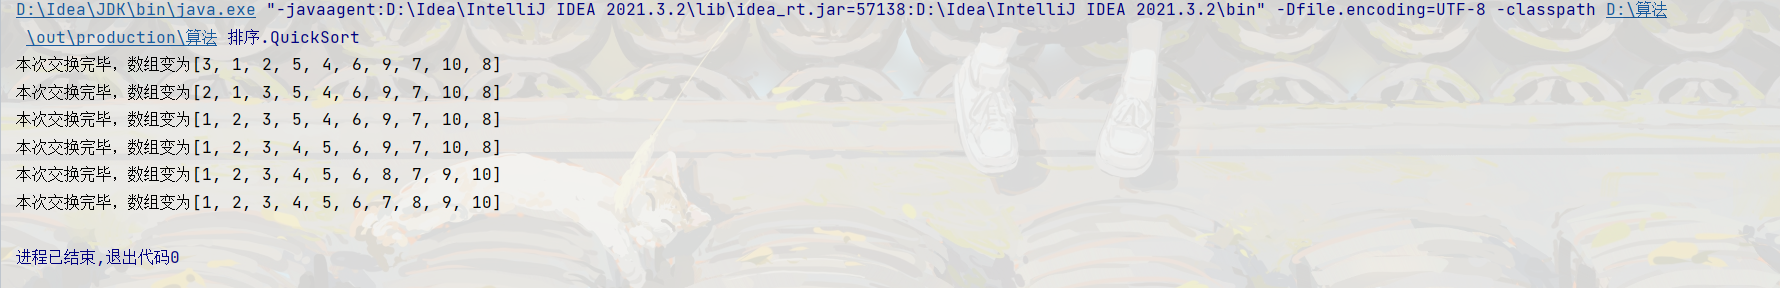 D:\Idea\JDK\bin\java.exe "-javaagent:D:\Idea\IntelliJ IDEA 2021.3.2\lib\idea_rt.jar=57138:D:\Idea\IntelliJ IDEA 2021.3.2\bin" -Dfile.encoding=UTF-8 -classpath D:\算法
\out\production\算法 排序.QuickSort
本次交换完毕，数组变为[3, 1, 2, 5, 4, 6, 9, 7, 10, 8]
本次交换完毕，数组变为[2, 1, 3, 5, 4, 6, 9, 7, 10, 8]
本次交换完毕，数组变为[1, 2, 3, 5, 4, 6, 9, 7, 10, 8]
本次交换完毕，数组变为[1, 2, 3, 4, 5, 6, 9, 7, 10, 8]
本次交换完毕，数组变为[1, 2, 3, 4, 5, 6, 8, 7, 9, 10]
本次交换完毕，数组变为[1, 2, 3, 4, 5, 6, 7, 8, 9, 10]
进程已结束,退出代码0